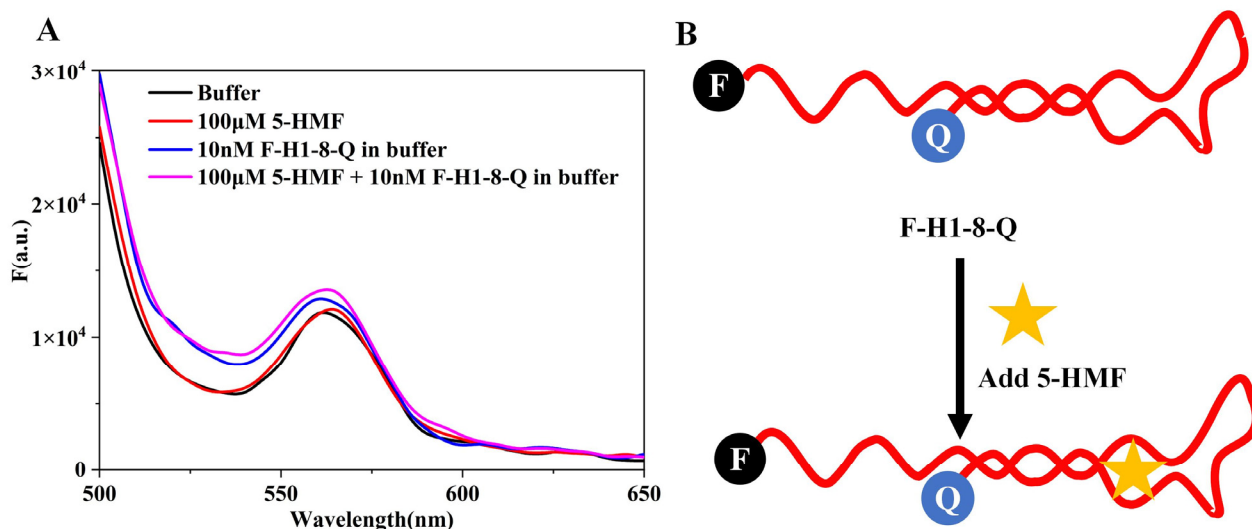 A
3×10⁴
2×10⁴
1×10⁴
0
F(a.u.)
Buffer
100μM 5-HMF
10nM F-H1-8-Q in buffer
100μM 5-HMF + 10nM F-H1-8-Q in buffer
500
550
600
650
Wavelength(nm)
B
F
Q
F-H1-8-Q
Add 5-HMF
F
Q